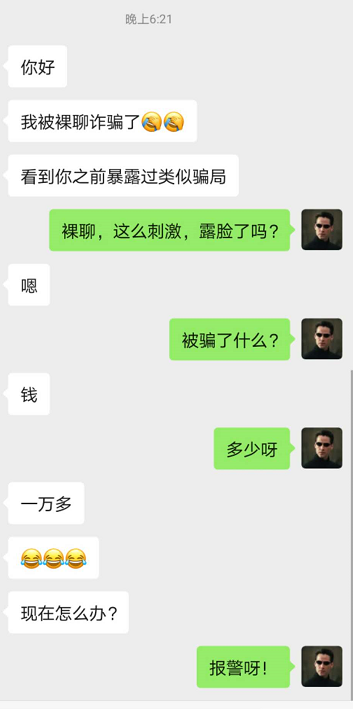 晚上6:21
你好
我被裸聊诈骗了🤣🤣
看到你之前暴露过类似骗局
裸聊，这么刺激，露脸了吗？
嗯
被骗了什么？
钱
多少呀
一万多
😂😂😂
现在怎么办？
报警呀！